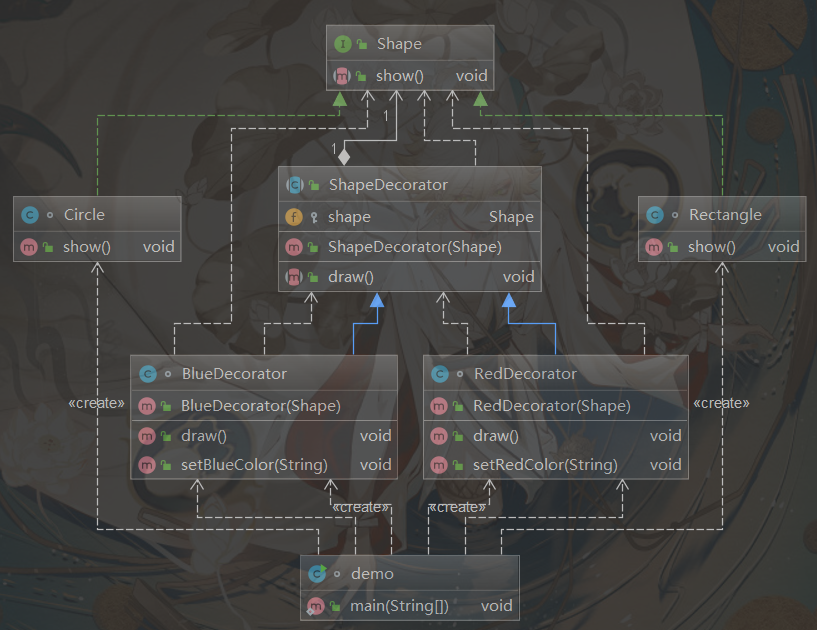 I Shape
m show() void
1
1
C ShapeDecorator
f shape Shape
m ShapeDecorator(Shape)
m draw() void
C Circle
m show() void
C Rectangle
m show() void
C BlueDecorator
m BlueDecorator(Shape)
m draw() void
m setBlueColor(String) void
C RedDecorator
m RedDecorator(Shape)
m draw() void
m setRedColor(String) void
«create»
«create»
«create»
«create»
C demo
m main(String[]) void